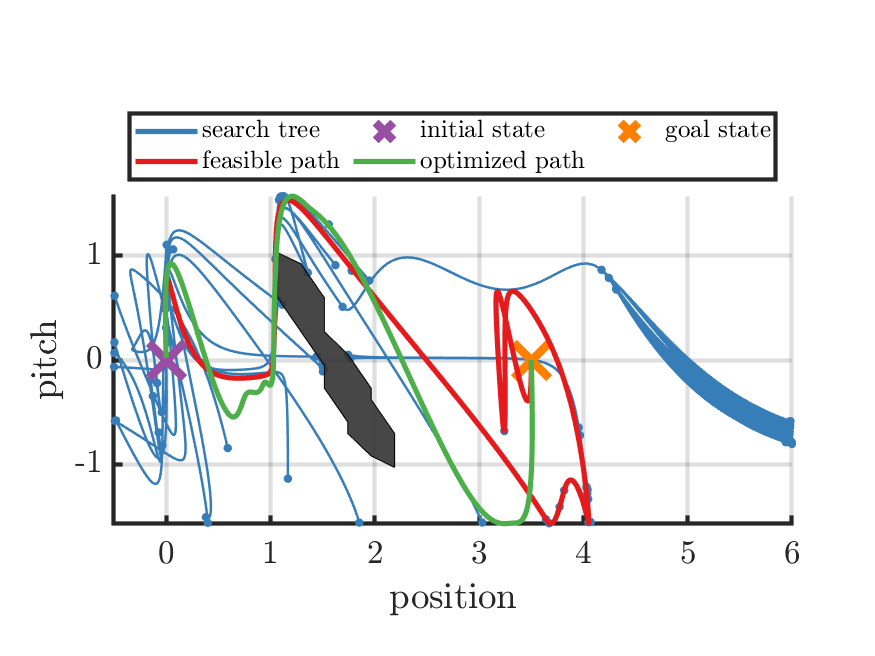 search tree initial state goal state
feasible path optimized path
1
0
-1
pitch
0 1 2 3 4 5 6
position